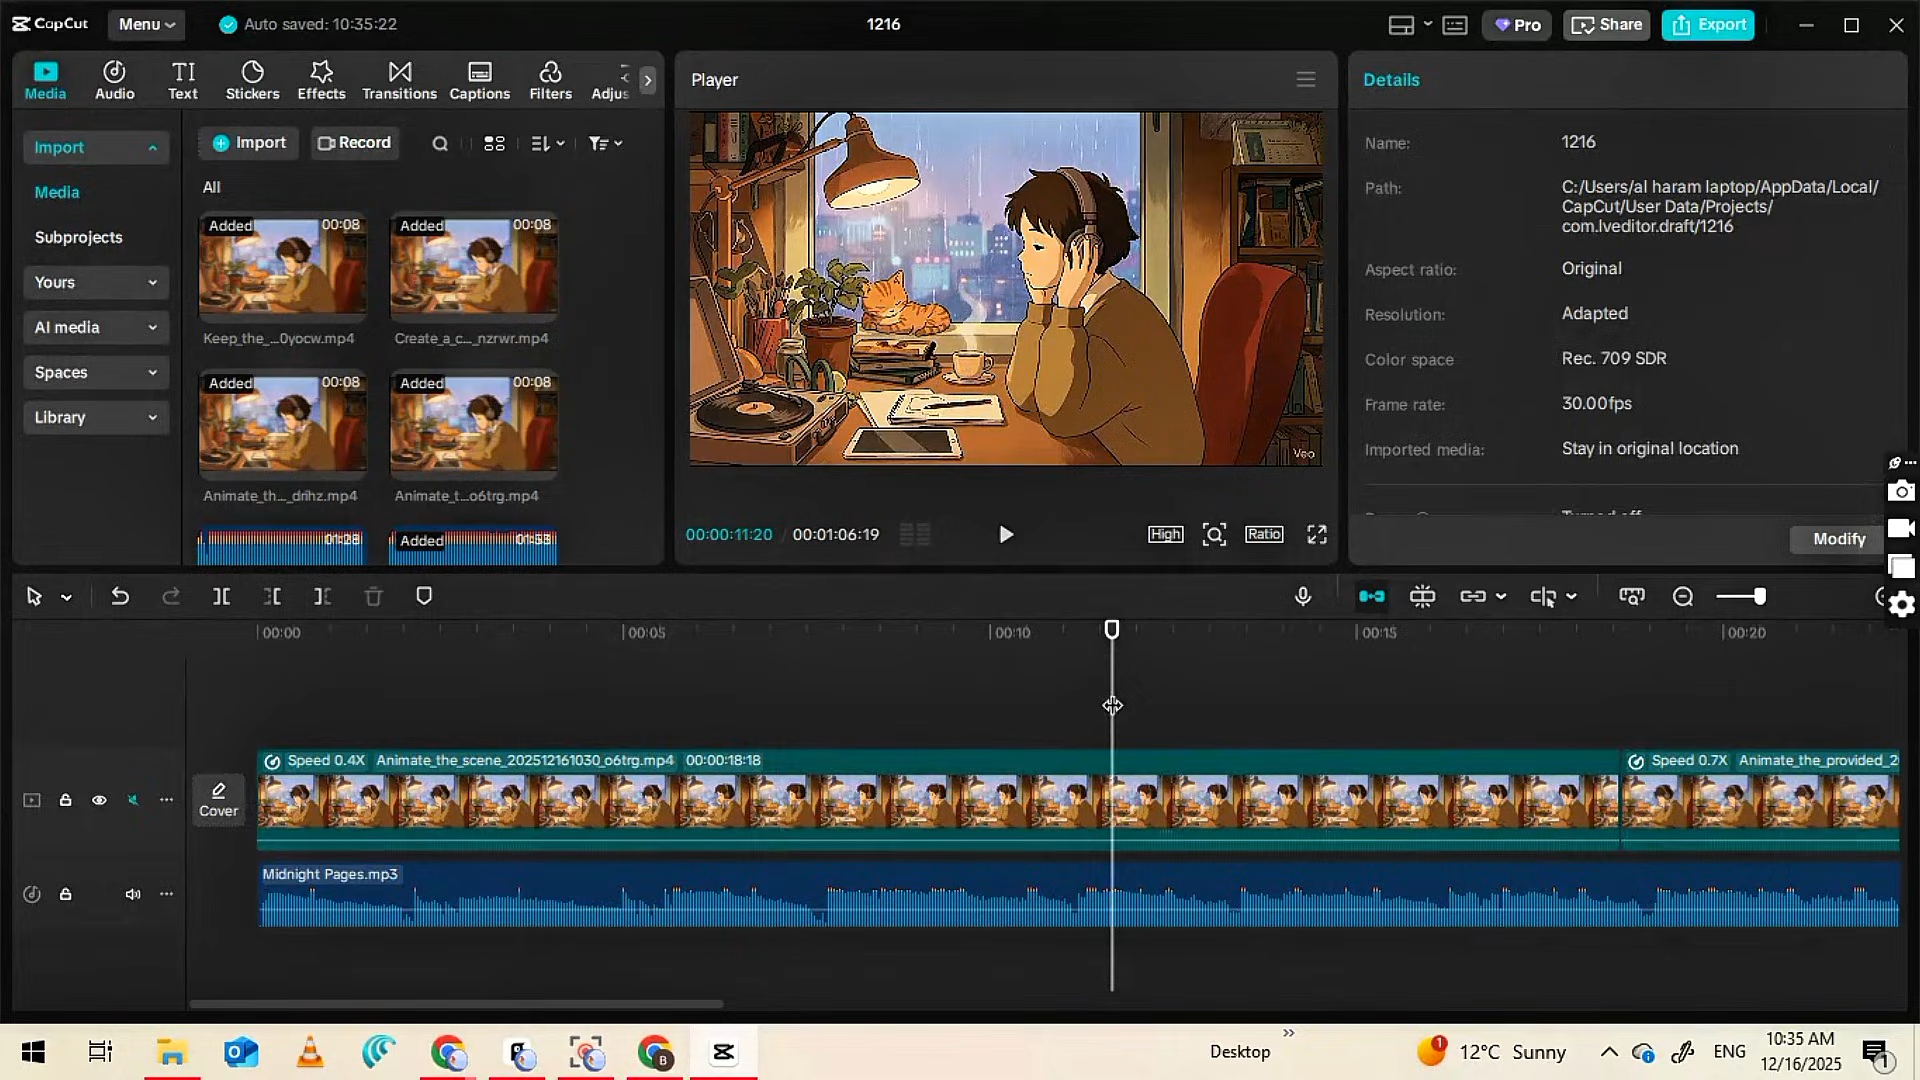 CapCut
Menu
Auto saved: 10:35:22
1216
Pro
Share
Export
Media
Audio
Text
Stickers
Effects
Transitions
Captions
Filters
Adjus
Import
Media
Subprojects
Yours
AI media
Spaces
Library
Import
Record
All
Added 00:08
Keep_the_...0yocw.mp4
Added 00:08
Create_a_c..._nzrwr.mp4
Added 00:08
Animate_th..._drihz.mp4
Added 00:08
Animate_t...o6trg.mp4
01:28
Added 01:53
Player
Veo
00:00:11:20 / 00:01:06:19
High
Ratio
Details
Name: 1216
Path: C:/Users/al haram laptop/AppData/Local/
CapCut/User Data/Projects/
com.lveditor.draft/1216
Aspect ratio: Original
Resolution: Adapted
Color space Rec. 709 SDR
Frame rate: 30.00fps
Imported media: Stay in original location
Modify
00:00
00:05
00:10
00:15
00:20
Speed 0.4X Animate_the_scene_202512161030_o6trg.mp4 00:00:18:18
Speed 0.7X Animate_the_provided_2
Cover
Midnight Pages.mp3
Desktop
12°C Sunny
ENG
10:35 AM
12/16/2025
1